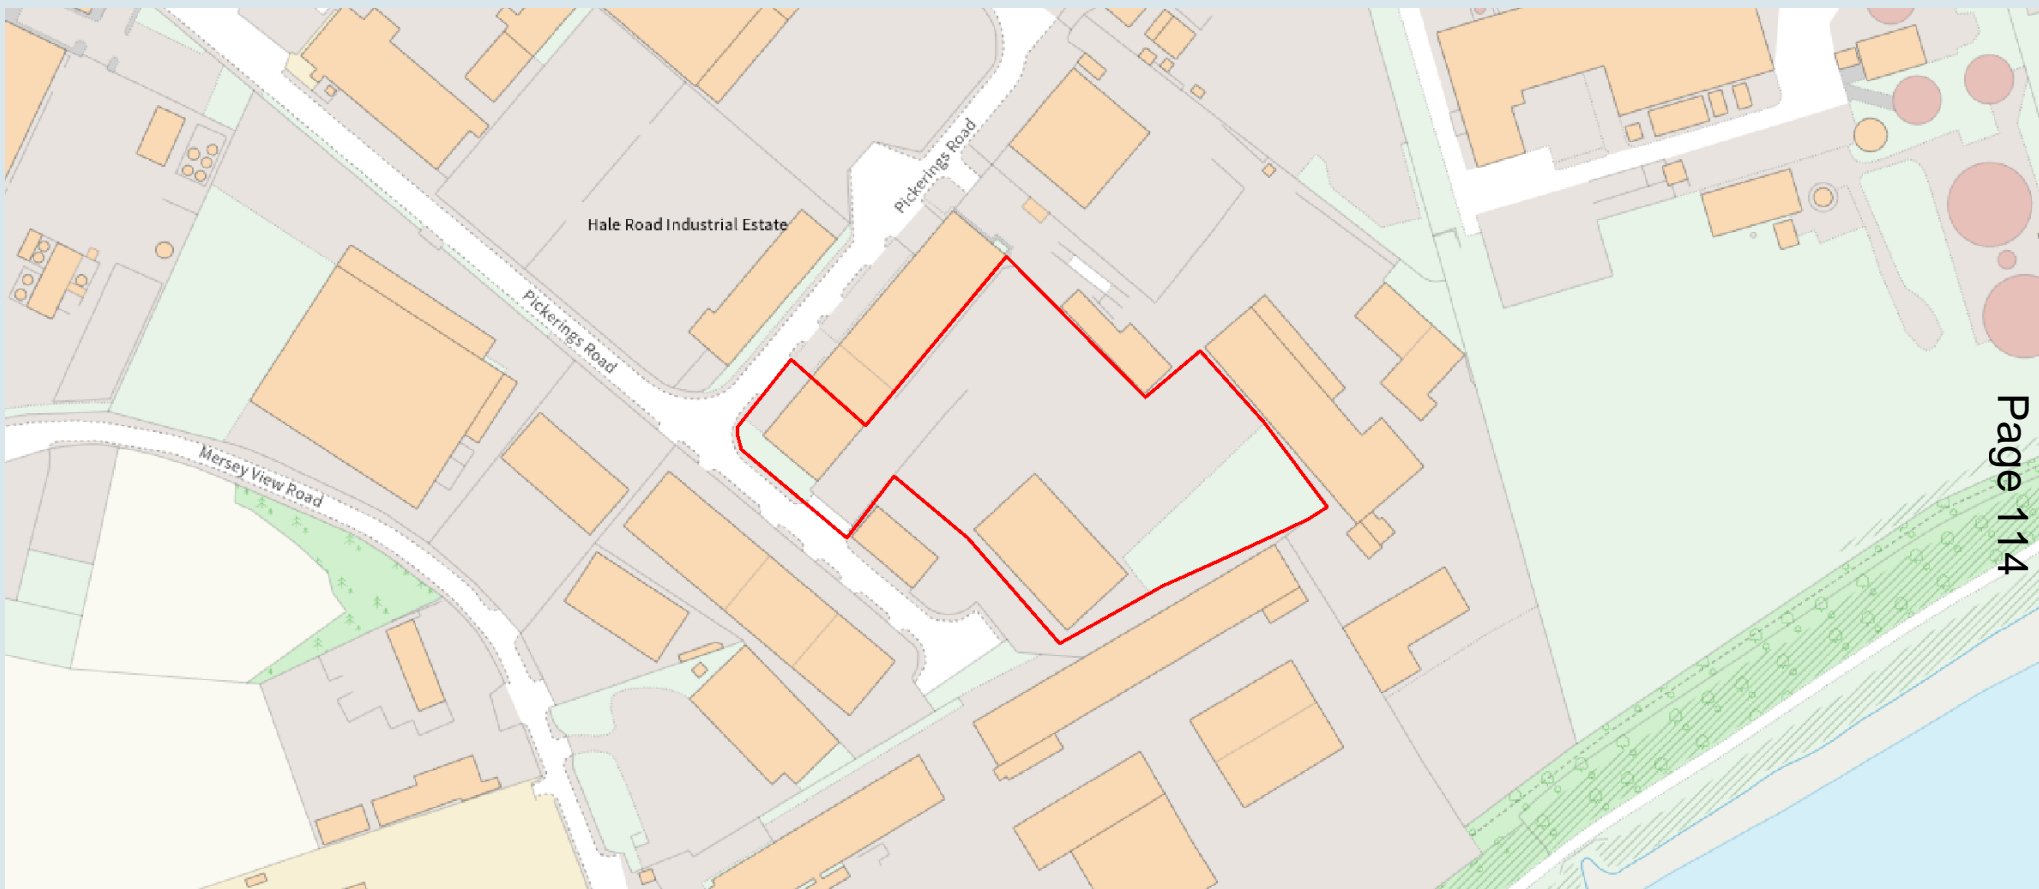 Pickerings Road
Hale Road Industrial Estate
Pickerings Road
Mersey View Road
Page 114